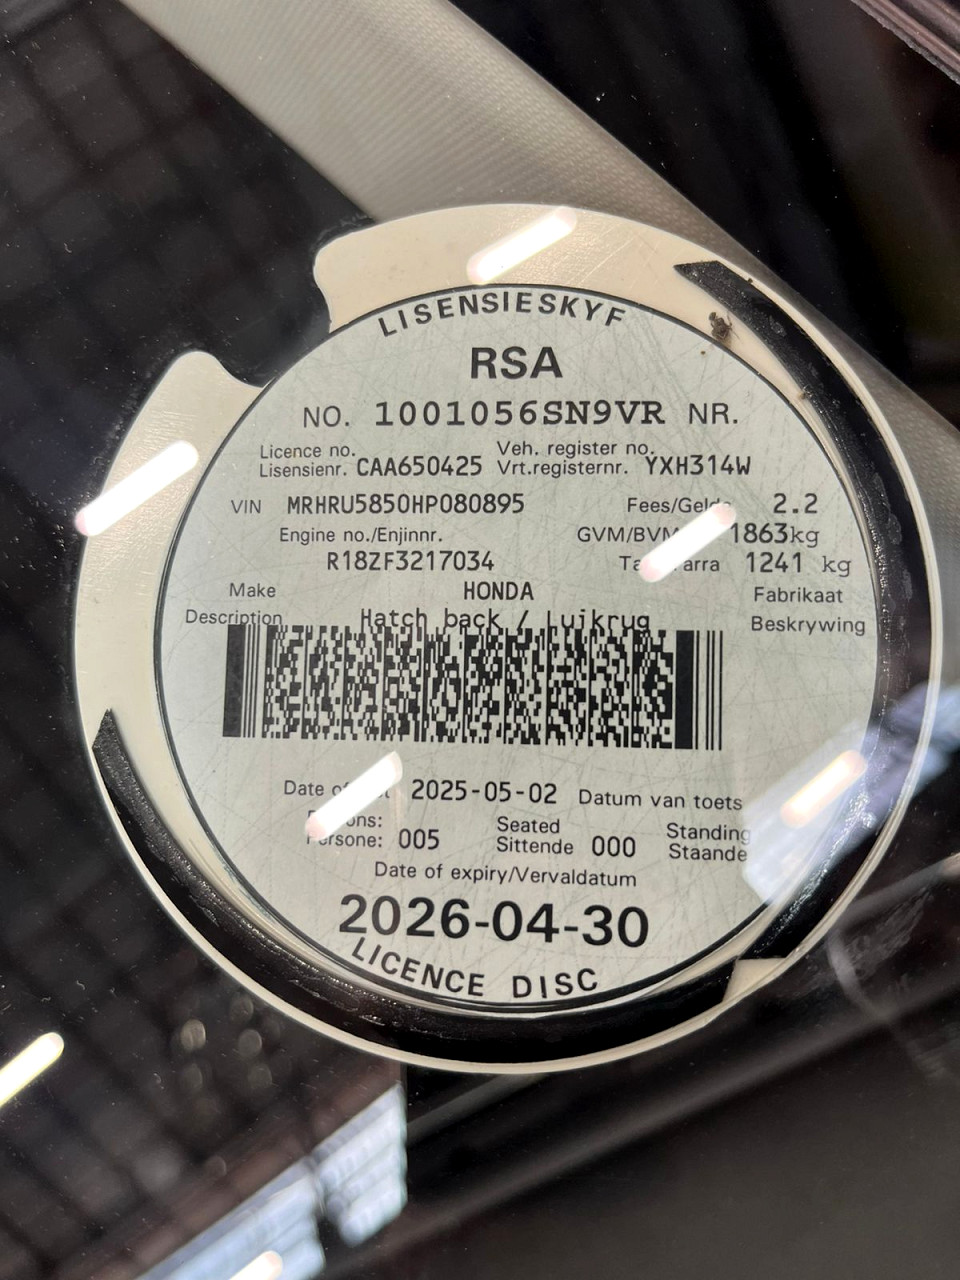 LISENSIESKYF
RSA
NO. 1001056SN9VR NR.
Licence no. Veh. register no.
Lisensienr. CAA650425 Vrt.registernr. YXH314W
VIN MRHRU5850HP080895 Fees/Geld 2.2
Engine no./Enjinnr. GVM/BVM 1863kg
R18ZF3217034 arra 1241 kg
Make HONDA Fabrikaat
Description Hatch back / Luikrug Beskrywing
Date 2025-05-02 Datum van toets
Seated Standing
Persone: 005 Sittende 000 Staande
Date of expiry/Vervaldatum
2026-04-30
LICENCE DISC